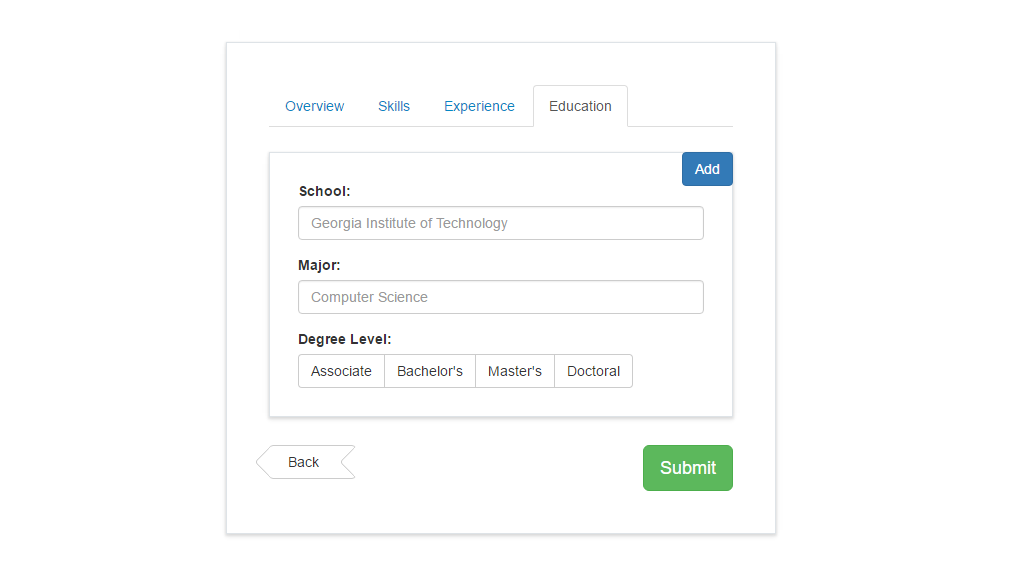 Overview Skills Experience Education
Add
School:
Georgia Institute of Technology
Major:
Computer Science
Degree Level:
Associate Bachelor's Master's Doctoral
Back Submit